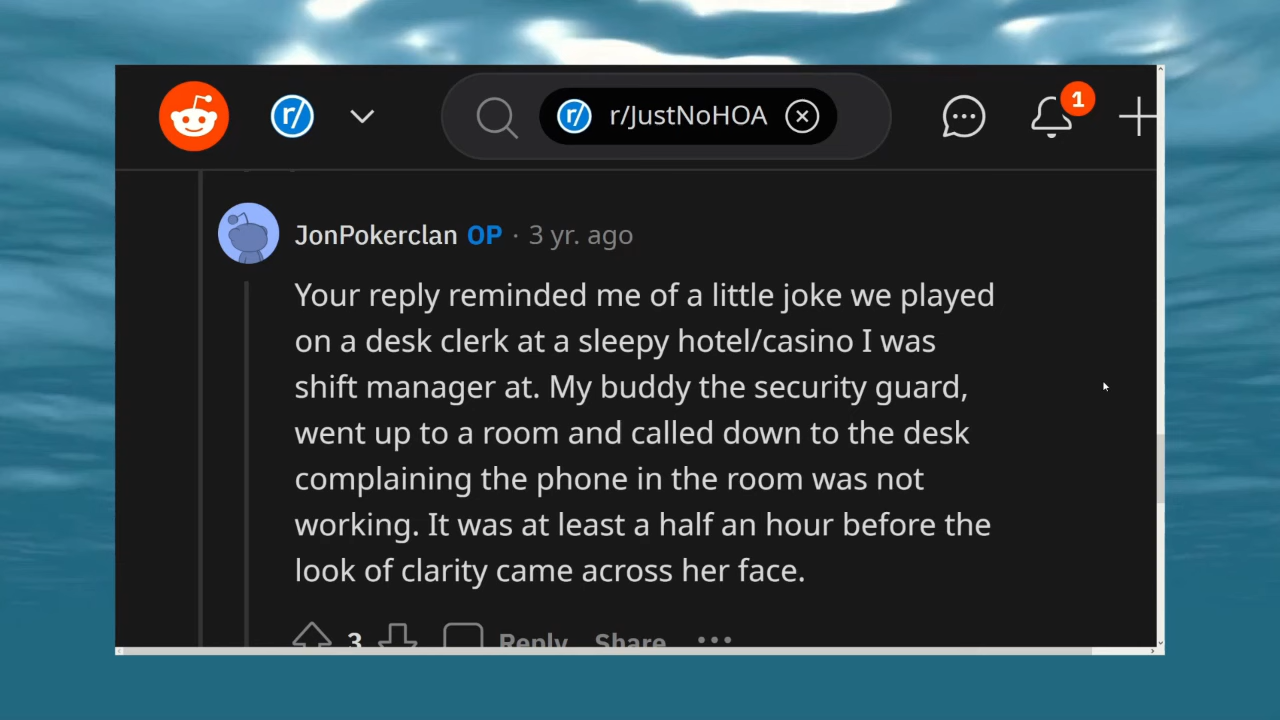 r/ r/ r/JustNoHOA 1
JonPokerclan OP · 3 yr. ago
Your reply reminded me of a little joke we played
on a desk clerk at a sleepy hotel/casino I was
shift manager at. My buddy the security guard,
went up to a room and called down to the desk
complaining the phone in the room was not
working. It was at least a half an hour before the
look of clarity came across her face.
3 Reply Share